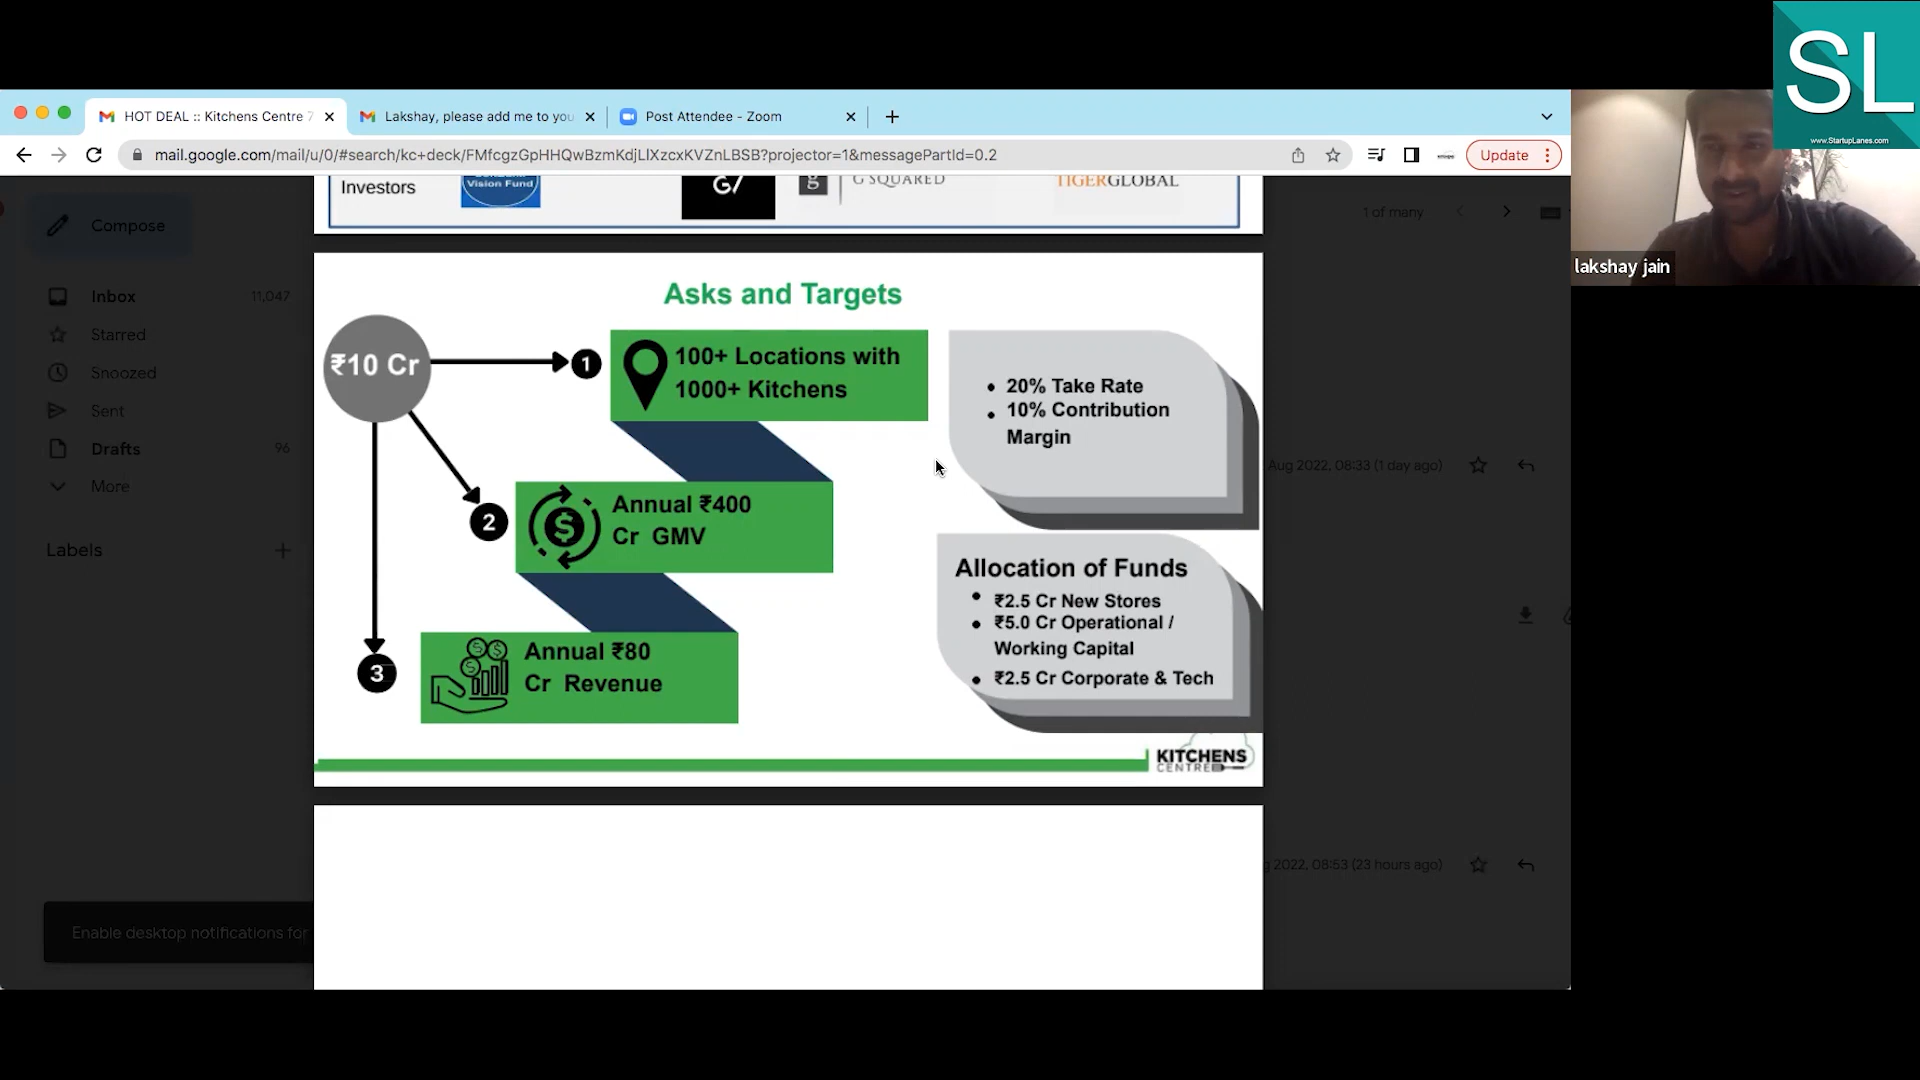 SL
www.StartupLanes.com
HOT DEAL :: Kitchens Centre 7
Lakshay, please add me to you
Post Attendee - Zoom
mail.google.com/mail/u/0/#search/kc+deck/FMfcgzGpHHQwBzmKdjLlXzcxKVZnLBSB?projector=1&messagePartId=0.2
Update
lakshay jain
Compose
Inbox 11,047
Starred
Snoozed
Sent
Drafts 96
More
Labels
Enable desktop notifications for
1 of many
Investors
Vision Fund
G7
g
G SQUARED
TIGERGLOBAL
Asks and Targets
₹10 Cr
1
100+ Locations with
1000+ Kitchens
2
Annual ₹400
Cr GMV
3
Annual ₹80
Cr Revenue
• 20% Take Rate
• 10% Contribution
Margin
Allocation of Funds
• ₹2.5 Cr New Stores
• ₹5.0 Cr Operational /
Working Capital
• ₹2.5 Cr Corporate & Tech
KITCHENS
CENTRE
Aug 2022, 08:33 (1 day ago)
2022, 08:53 (23 hours ago)